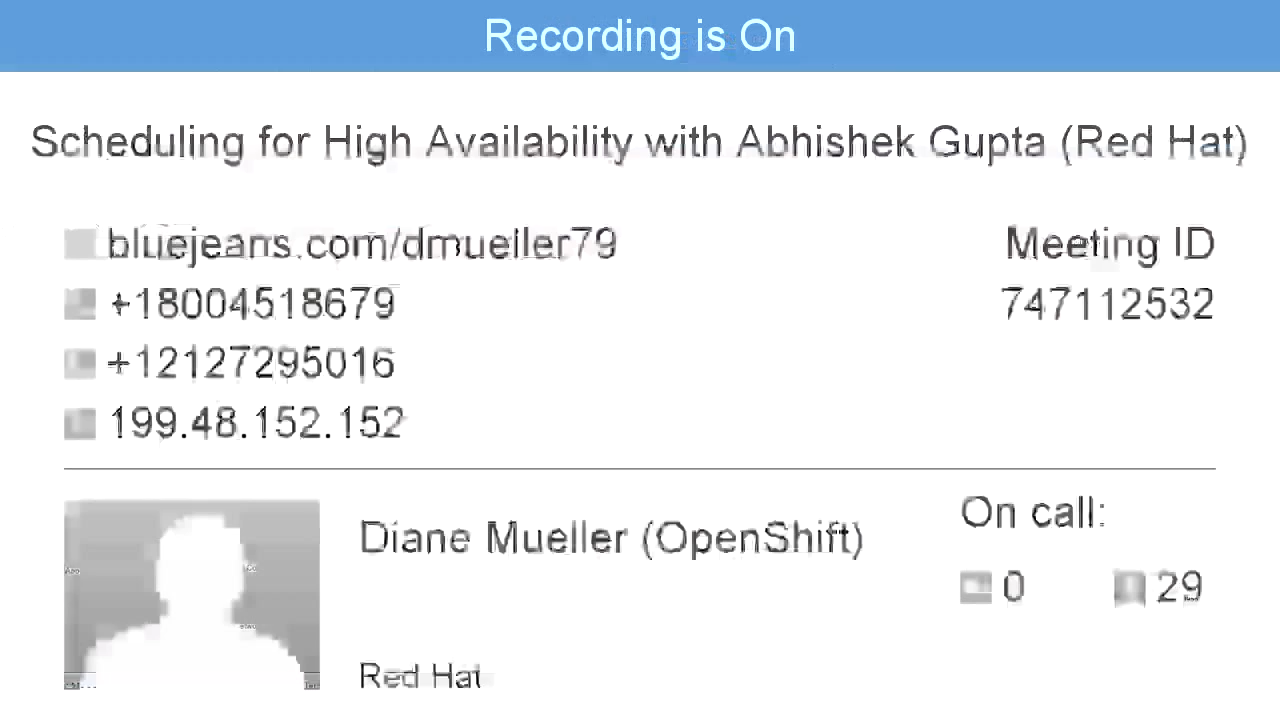 Recording is On
Scheduling for High Availability with Abhishek Gupta (Red Hat)
bluejeans.com/dmueller79
Meeting ID
+18004518679
747112532
+12127295016
199.48.152.152
On call:
Diane Mueller (OpenShift)
0
29
Red Hat